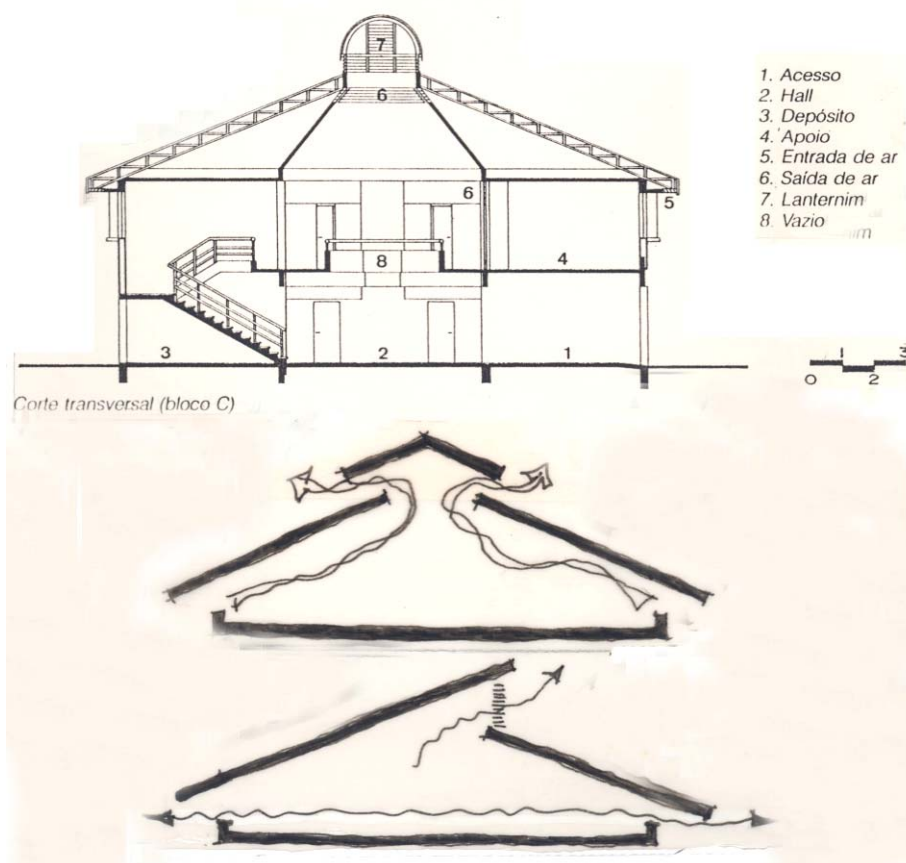 7
6
6
5
8
4
3
2
1
1. Acesso
2. Hall
3. Depósito
4. Apoio
5. Entrada de ar
6. Saída de ar
7. Lanternim
8. Vazio
1 3
0 2
Corte transversal (bloco C)